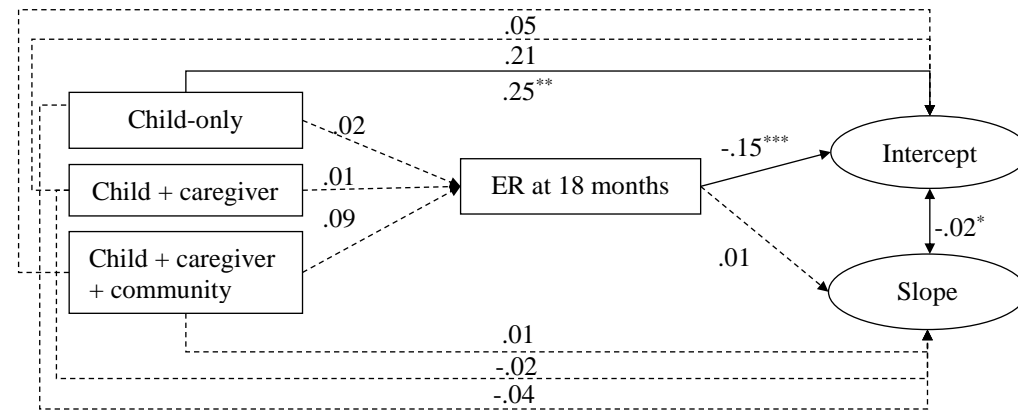 .05
.21
.25**
Child-only
.02
-.15***
Intercept
Child + caregiver
.01
ER at 18 months
.09
-.02*
Child + caregiver
+ community
.01
Slope
.01
-.02
-.04